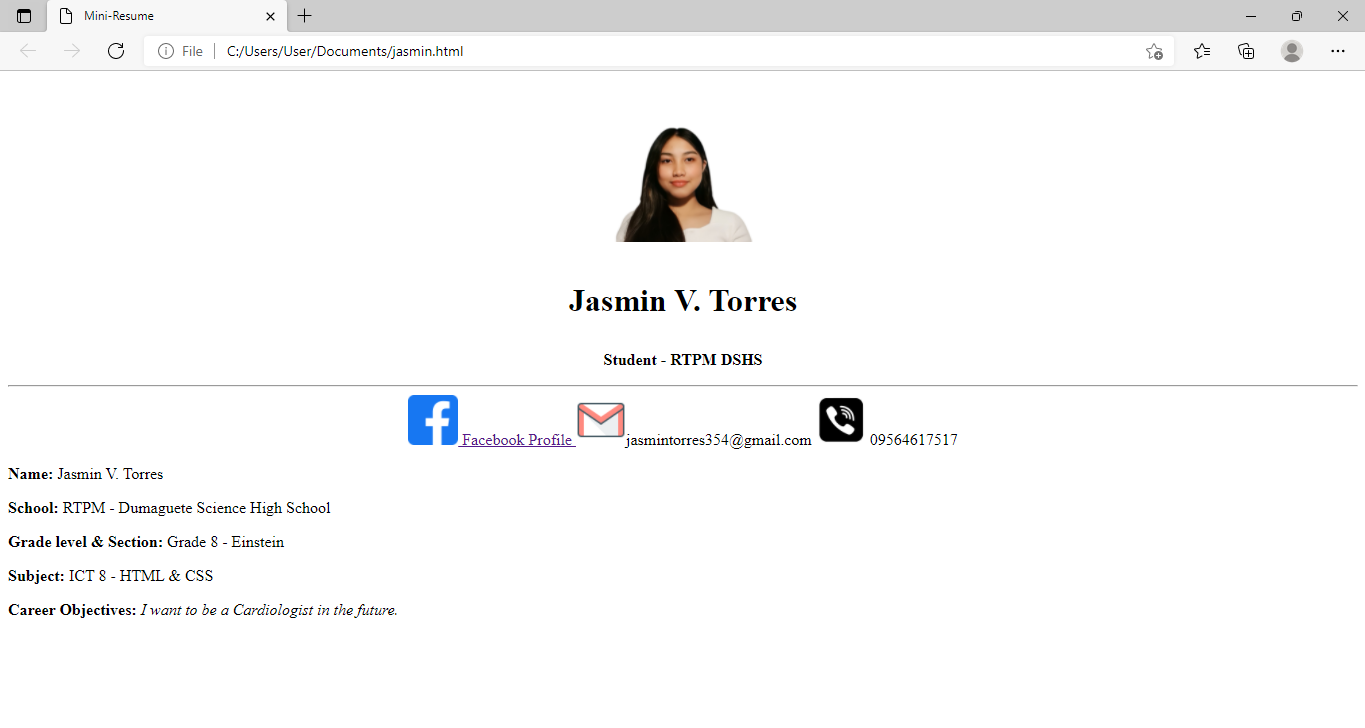 Mini-Resume
File C:/Users/User/Documents/jasmin.html
Jasmin V. Torres
Student - RTPM DSHS
Facebook Profile jasmintorres354@gmail.com 09564617517
Name: Jasmin V. Torres
School: RTPM - Dumaguete Science High School
Grade level & Section: Grade 8 - Einstein
Subject: ICT 8 - HTML & CSS
Career Objectives: I want to be a Cardiologist in the future.